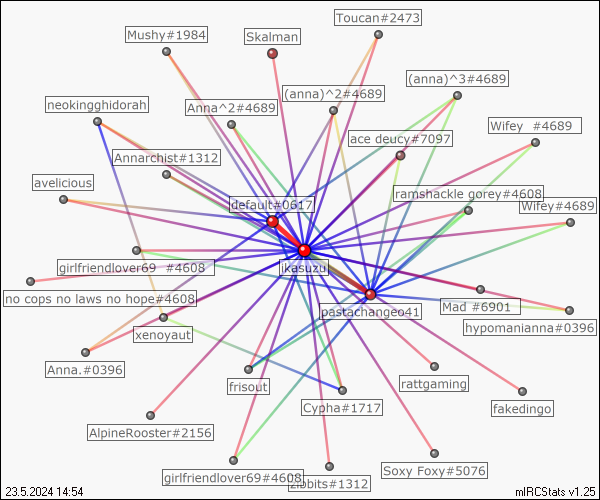 Toucan#2473
Mushy#1984
Skalman
(anna)^3#4689
(anna)^2#4689
neokingghidorah
Anna^2#4689
Wifey  #4689
ace deucy#7097
Annarchist#1312
avelicious
ramshackle gorey#4608
default#0617
Wifey#4689
girlfriendlover69  #4608
ikasuzu
no cops no laws no hope#4608
Mad #6901
pastachangeo41
hypomanianna#0396
xenoyaut
Anna.#0396
frisout
rattgaming
Cypha#1717
fakedingo
AlpineRooster#2156
Soxy Foxy#5076
girlfriendlover69#4608
#1312
23.5.2024 14:54
mIRCStats v1.25